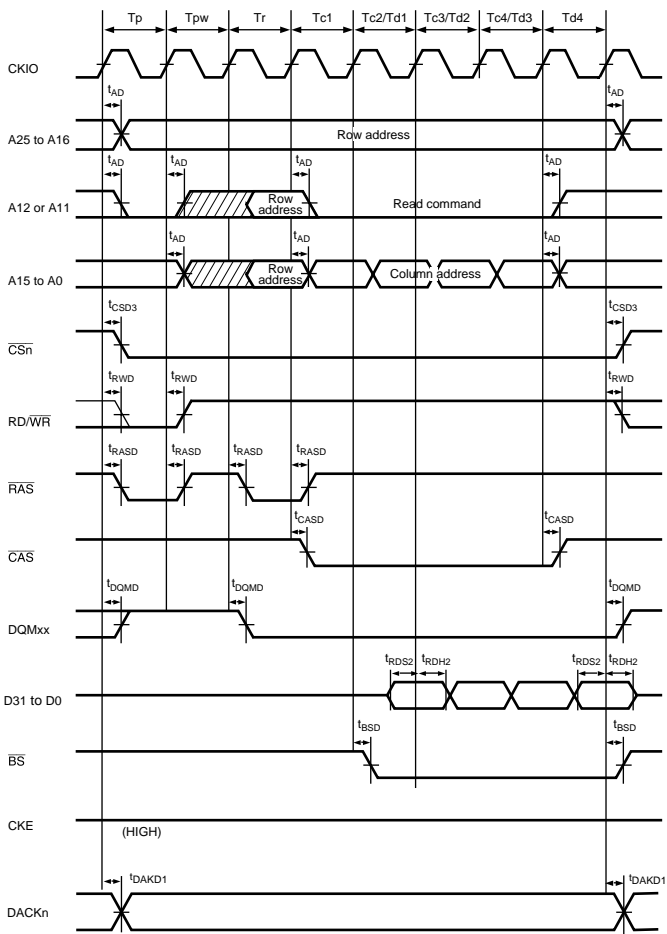 Tp Tpw Tr Tc1 Tc2/Td1 Tc3/Td2 Tc4/Td3 Td4
CKIO
tAD tAD
A25 to A16 Row address
tAD tAD tAD tAD
A12 or A11 Row address Read command
tAD tAD tAD
A15 to A0 Row address Column address
tCSD3 tCSD3
CSn
tRWD tRWD tRWD
RD/WR
tRASD tRASD tRASD tRASD
RAS
tCASD tCASD
CAS
tDQMD tDQMD tDQMD
DQMxx
tRDS2 tRDH2 tRDS2 tRDH2
D31 to D0
tBSD tBSD
BS
CKE
(HIGH)
tDAKD1 tDAKD1
DACKn